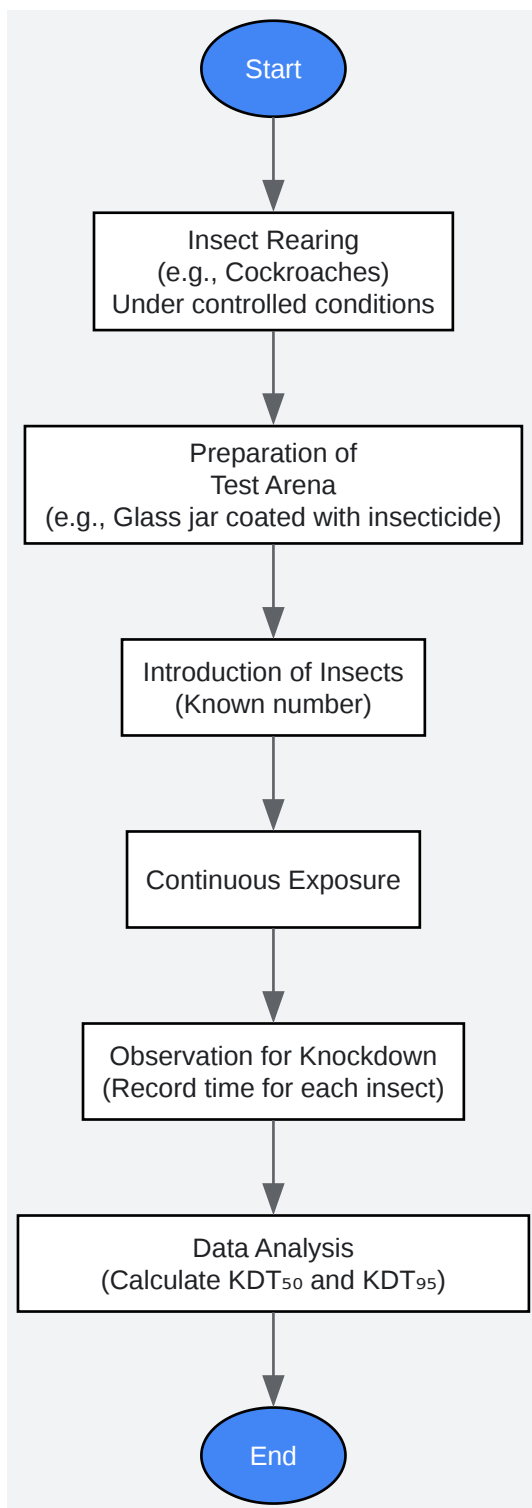 Start
Insect Rearing
(e.g., Cockroaches)
Under controlled conditions
Preparation of
Test Arena
(e.g., Glass jar coated with insecticide)
Introduction of Insects
(Known number)
Continuous Exposure
Observation for Knockdown
(Record time for each insect)
Data Analysis
(Calculate KDT₅₀ and KDT₉₅)
End